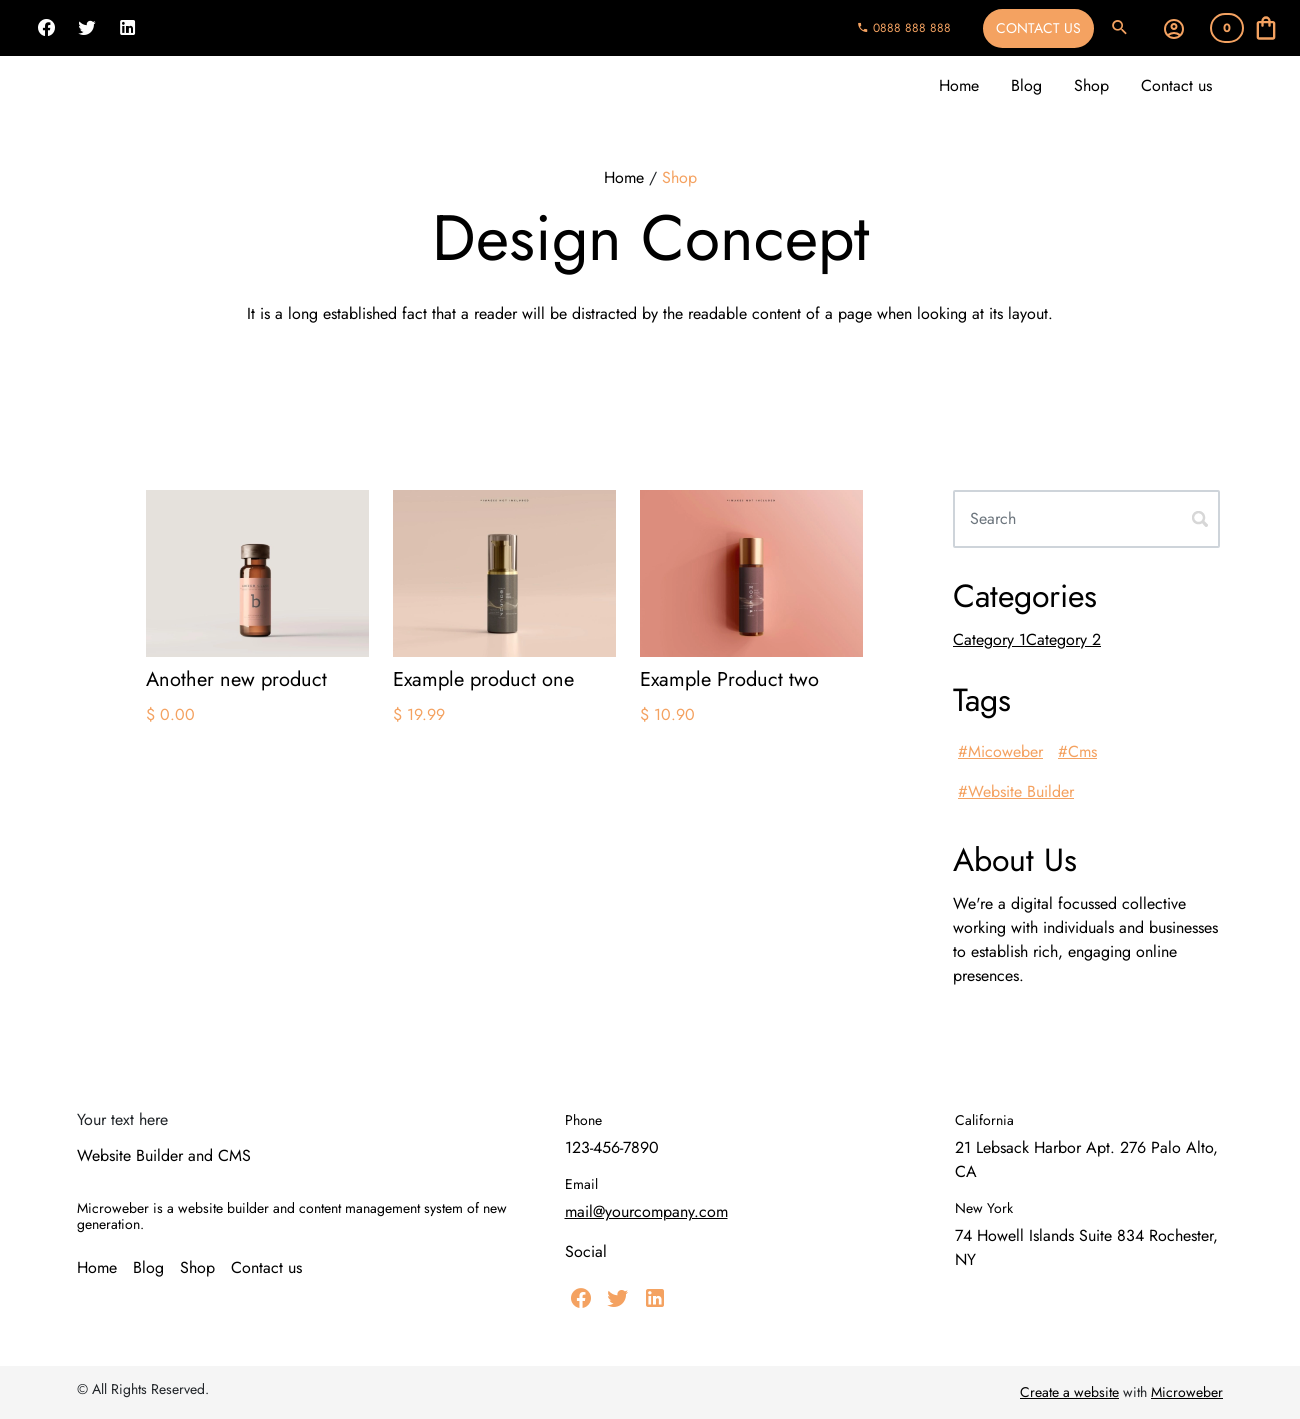 0888 888 888
CONTACT US
0
Home
Blog
Shop
Contact us
Home / Shop
Design Concept
It is a long established fact that a reader will be distracted by the readable content of a page when looking at its layout.
Another new product
$ 0.00
Example product one
$ 19.99
Example Product two
$ 10.90
Search
Categories
Category 1Category 2
Tags
#Micoweber #Cms
#Website Builder
About Us
We're a digital focussed collective
working with individuals and businesses
to establish rich, engaging online
presences.
Your text here
Website Builder and CMS
Microweber is a website builder and content management system of new
generation.
Home Blog Shop Contact us
Phone
123-456-7890
Email
mail@yourcompany.com
Social
California
21 Lebsack Harbor Apt. 276 Palo Alto,
CA
New York
74 Howell Islands Suite 834 Rochester,
NY
© All Rights Reserved.
Create a website with Microweber